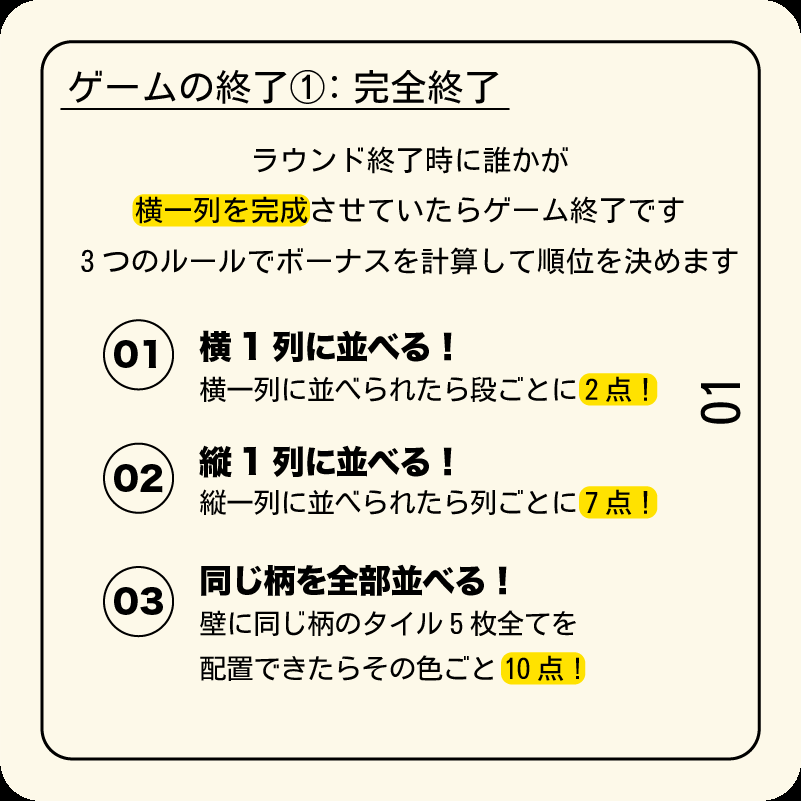 ゲームの終了①：完全終了
ラウンド終了時に誰かが
横一列を完成させていたらゲーム終了です
3つのルールでボーナスを計算して順位を決めます
01
横1列に並べる！
横一列に並べられたら段ごとに2点！
02
縦1列に並べる！
縦一列に並べられたら列ごとに7点！
03
同じ柄を全部並べる！
壁に同じ柄のタイル5枚全てを
配置できたらその色ごと10点！
01